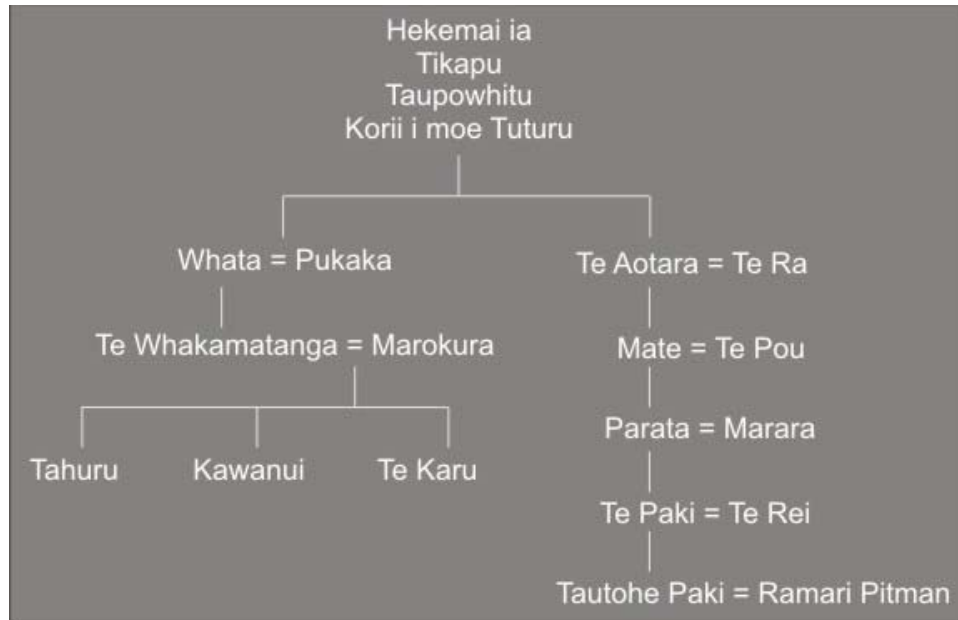 Hekemai ia
Tikapu
Taupowhitu
Korii i moe Tuturu
Whata = Pukaka
Te Aotara = Te Ra
Te Whakamatanga = Marokura
Mate = Te Pou
Parata = Marara
Tahuru Kawanui Te Karu
Te Paki = Te Rei
Tautohe Paki = Ramari Pitman